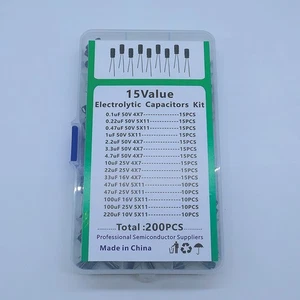 15Value
Electrolytic Capacitors Kit
0.1uF 50V 4X7--------15PCS
0.22uF 50V 5X11--------15PCS
0.47uF 50V 5X11--------15PCS
1uF 50V 5X11--------15PCS
2.2uF 50V 4X7--------15PCS
3.3uF 50V 4X7--------15PCS
4.7uF 50V 4X7--------15PCS
10uF 25V 4X7--------15PCS
22uF 25V 4X7--------15PCS
33uF 16V 4X7--------15PCS
47uF 16V 5X11--------10PCS
47uF 25V 5X11--------10PCS
100uF 16V 5X11--------10PCS
100uF 25V 5X11--------10PCS
220uF 10V 5X11--------10PCS
Total:200PCS
Professional Semiconductor Suppliers
Made in China